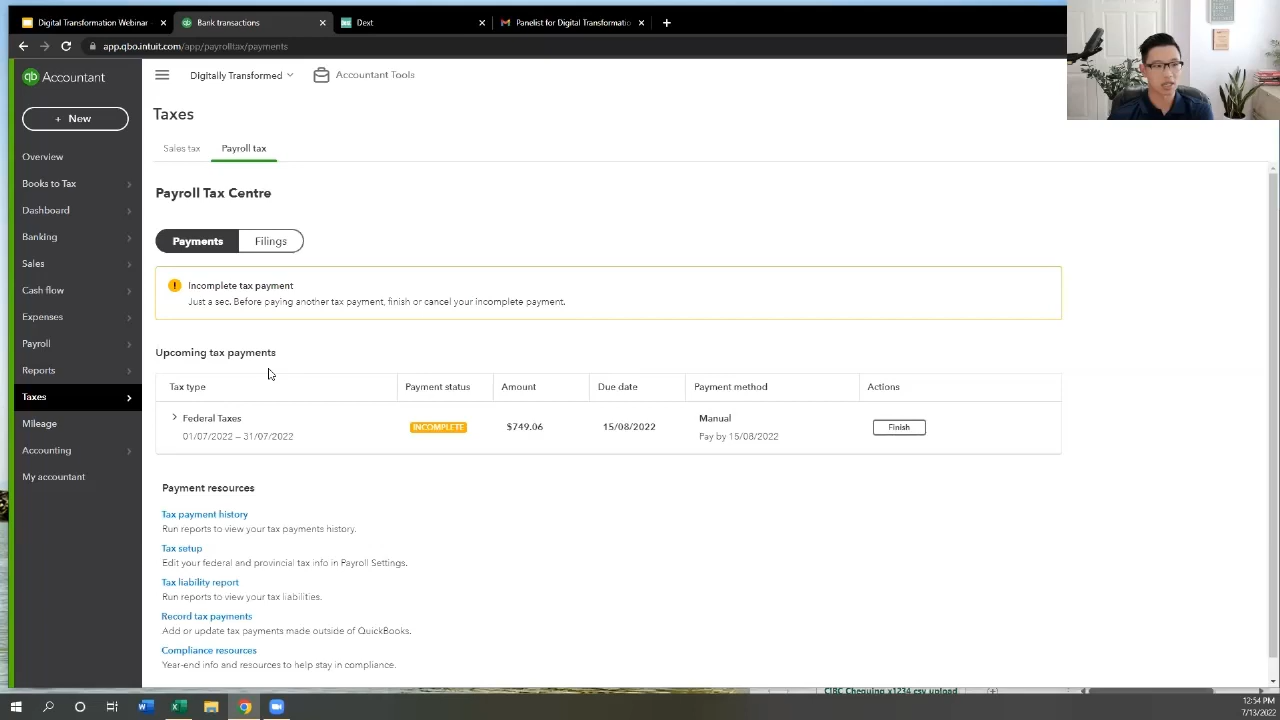 Digital Transformation Webinar
Bank transactions
Dext
Panelist for Digital Transformatio
app.qbo.intuit.com/app/payrolltax/payments
qb Accountant
Digitally Transformed
Accountant Tools
+ New
Taxes
Sales tax
Payroll tax
Overview
Books to Tax
Dashboard
Banking
Sales
Cash flow
Expenses
Payroll
Reports
Taxes
Mileage
Accounting
My accountant
Payroll Tax Centre
Payments
Filings
Incomplete tax payment
Just a sec. Before paying another tax payment, finish or cancel your incomplete payment.
Upcoming tax payments
Tax type Payment status Amount Due date Payment method Actions
Federal Taxes
01/07/2022 – 31/07/2022
INCOMPLETE
$749.06
15/08/2022
Manual
Pay by 15/08/2022
Finish
Payment resources
Tax payment history
Run reports to view your tax payments history.
Tax setup
Edit your federal and provincial tax info in Payroll Settings.
Tax liability report
Run reports to view your tax liabilities.
Record tax payments
Add or update tax payments made outside of QuickBooks.
Compliance resources
Year-end info and resources to help stay in compliance.
CIBC Chequing x1234 csv upload
12:54 PM
7/13/2022